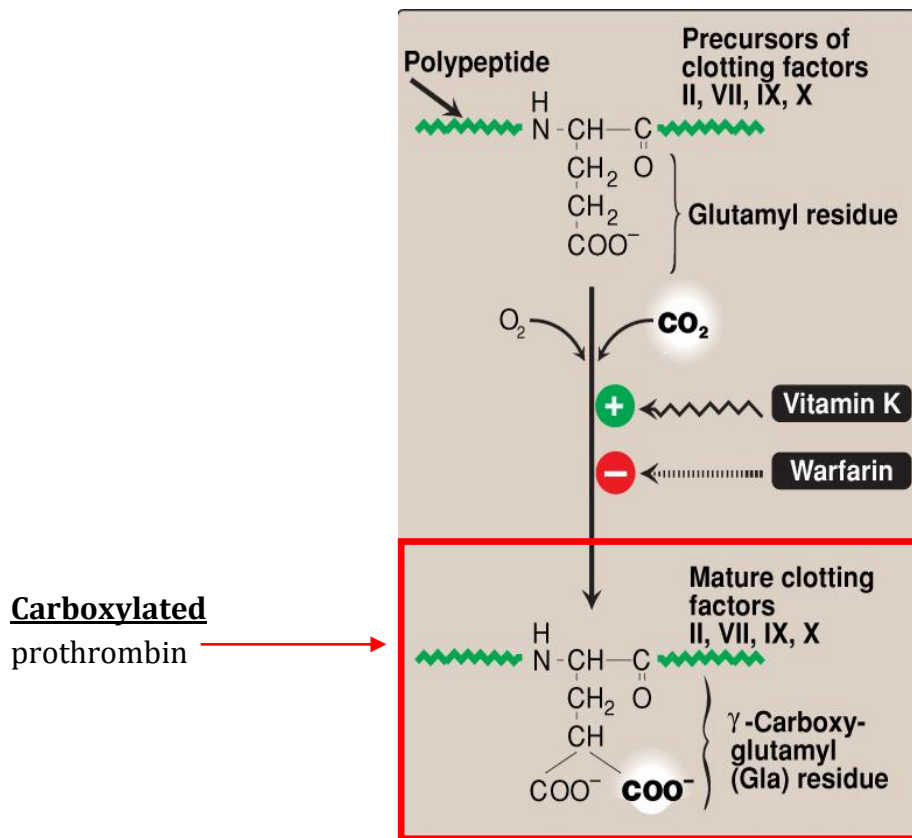 Polypeptide
Precursors of
clotting factors
II, VII, IX, X
H
N-CH—C
CH₂ O
CH₂
COO⁻
Glutamyl residue
O₂
CO₂
+
Vitamin K
−
Warfarin
Carboxylated
prothrombin
Mature clotting
factors
II, VII, IX, X
H
N-CH—C
CH₂ O
CH
COO⁻ COO⁻
γ-Carboxy-
glutamyl
(Gla) residue